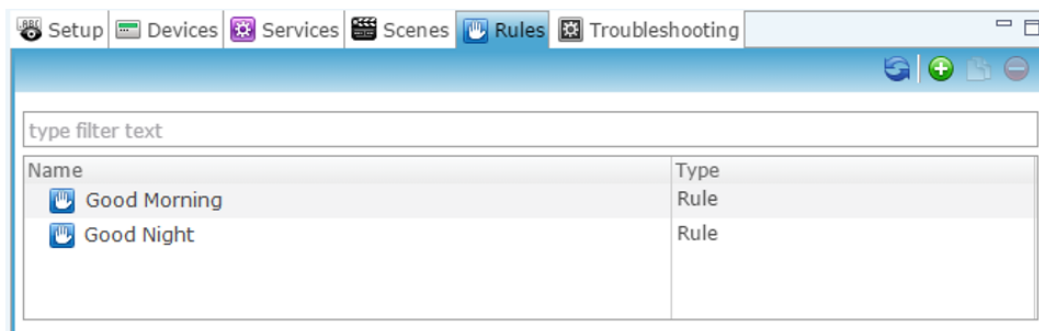 Setup Devices Services Scenes Rules Troubleshooting
type filter text
Name Type
Good Morning Rule
Good Night Rule